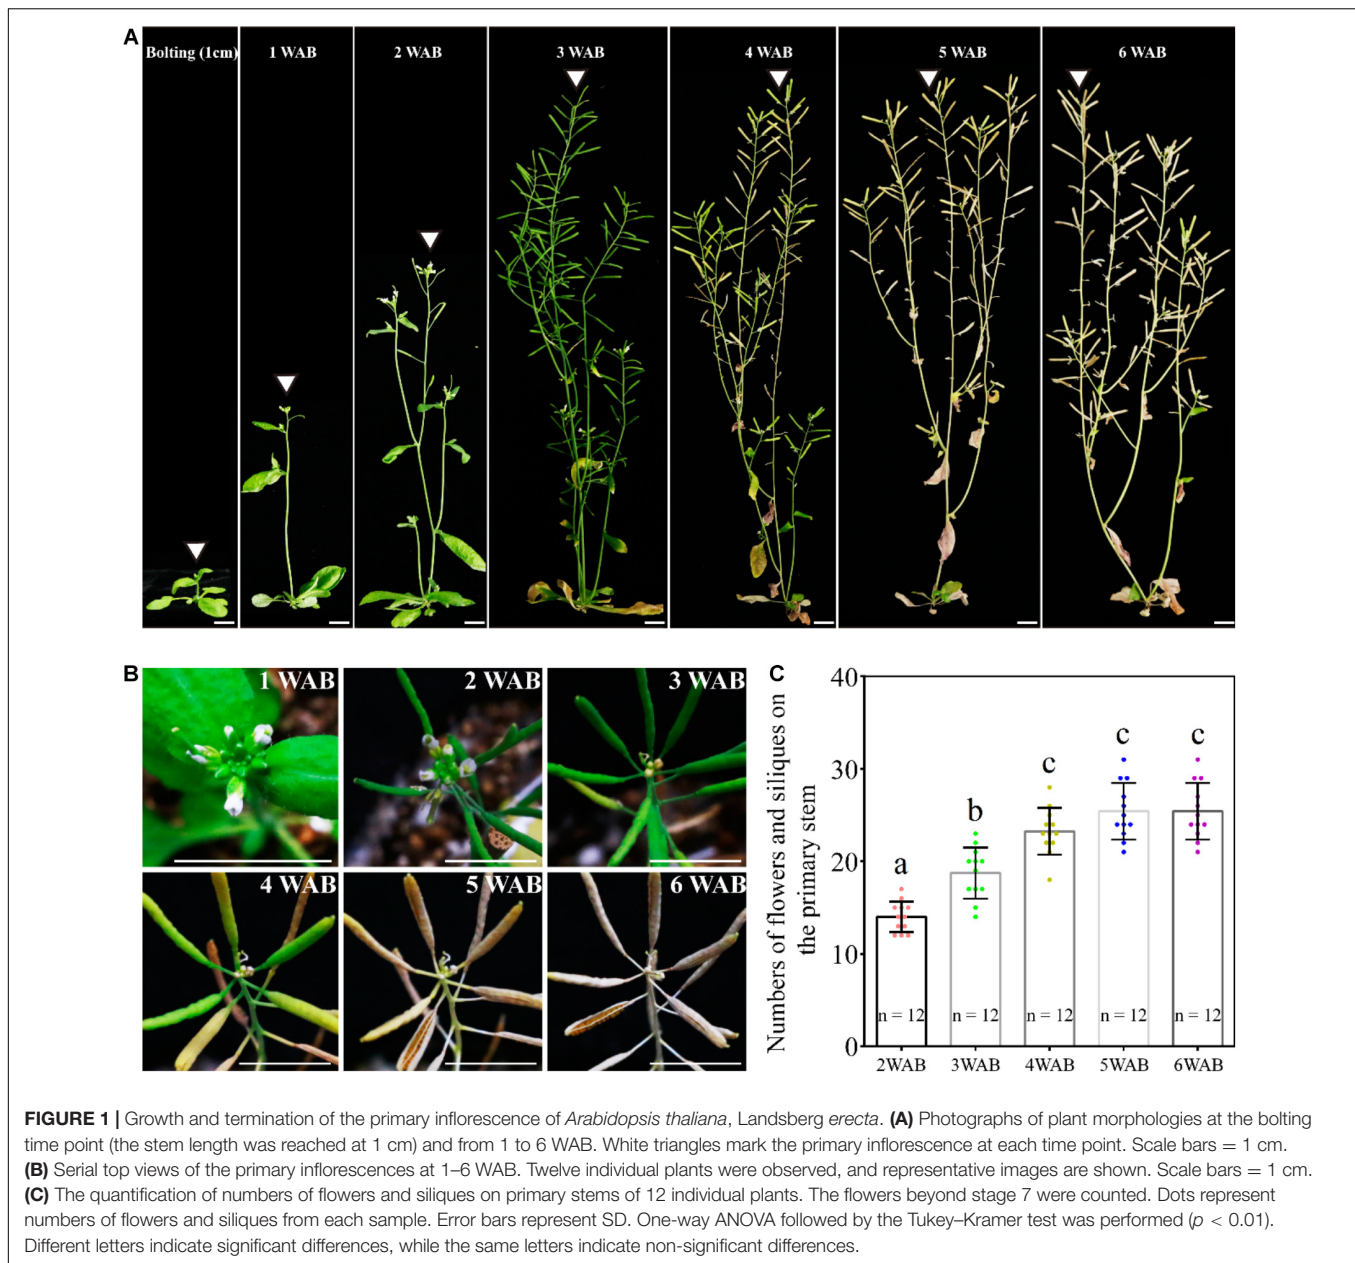 A
Bolting (1cm)
1 WAB
2 WAB
3 WAB
4 WAB
5 WAB
6 WAB
B
1 WAB
2 WAB
3 WAB
4 WAB
5 WAB
6 WAB
C
Numbers of flowers and siliques on
the primary stem
40
30
20
10
0
a
b
c
c
c
n = 12
n = 12
n = 12
n = 12
n = 12
2WAB
3WAB
4WAB
5WAB
6WAB
FIGURE 1 | Growth and termination of the primary inflorescence of Arabidopsis thaliana, Landsberg erecta. (A) Photographs of plant morphologies at the bolting
time point (the stem length was reached at 1 cm) and from 1 to 6 WAB. White triangles mark the primary inflorescence at each time point. Scale bars = 1 cm.
(B) Serial top views of the primary inflorescences at 1–6 WAB. Twelve individual plants were observed, and representative images are shown. Scale bars = 1 cm.
(C) The quantification of numbers of flowers and siliques on primary stems of 12 individual plants. The flowers beyond stage 7 were counted. Dots represent
numbers of flowers and siliques from each sample. Error bars represent SD. One-way ANOVA followed by the Tukey–Kramer test was performed (p < 0.01).
Different letters indicate significant differences, while the same letters indicate non-significant differences.